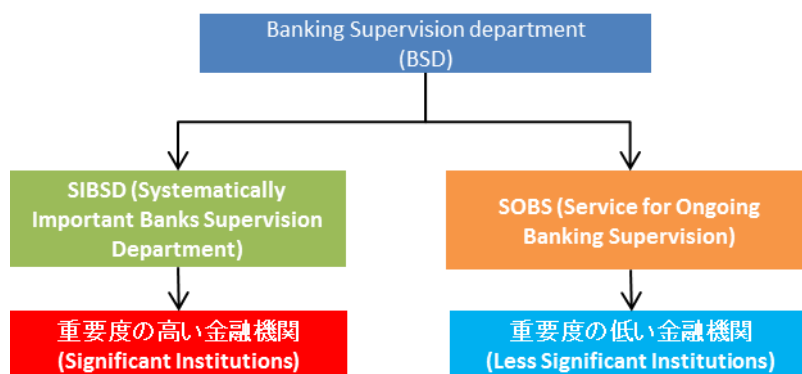 Banking Supervision department
(BSD)
SIBSD (Systematically
Important Banks Supervision
Department)
SOBS (Service for Ongoing
Banking Supervision)
重要度の高い金融機関
(Significant Institutions)
重要度の低い金融機関
(Less Significant Institutions)